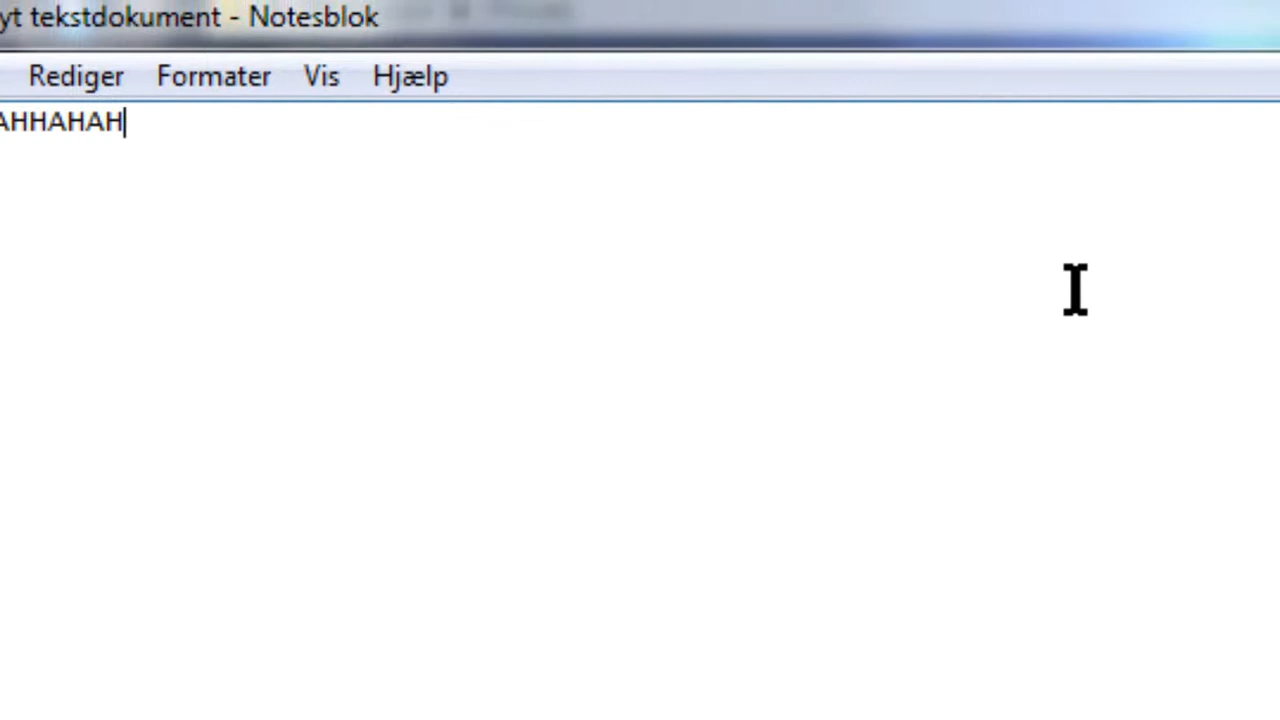 yt tekstdokument - Notesblok
Rediger Formater Vis Hjælp
AHHAHAH